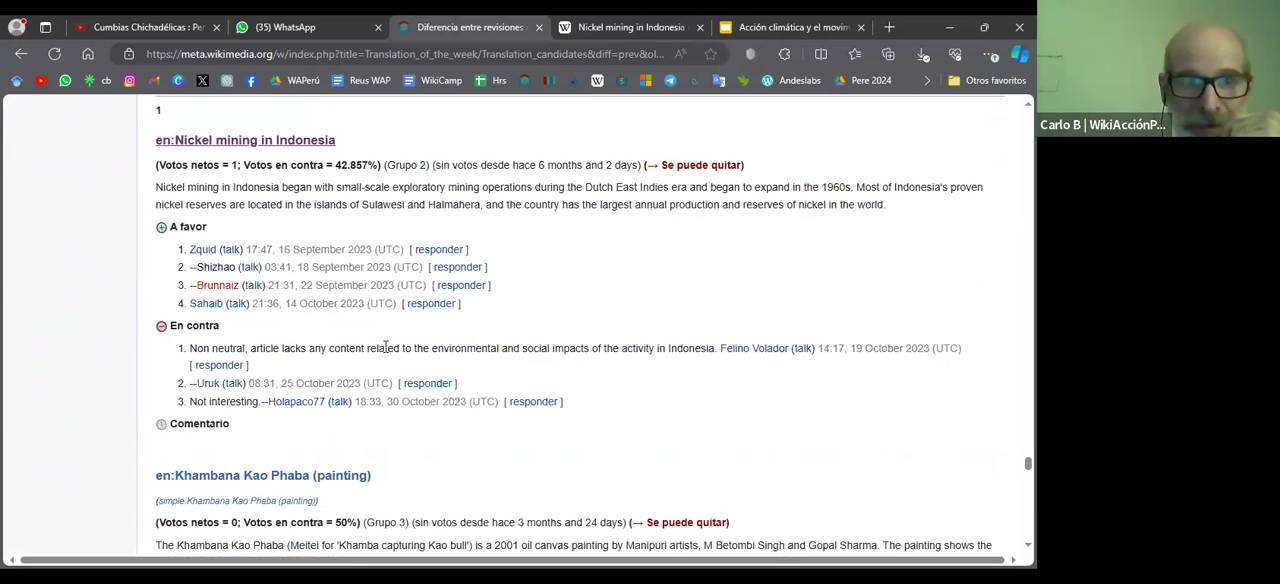 Cumbias Chichadélicas : Per
(35) WhatsApp
Diferencia entre revisiones
Nickel mining in Indonesia
Acción climática y el movim
https://meta.wikimedia.org/w/index.php?title=Translation_of_the_week/Translation_candidates&diff=prev&ol...
cb
WAPerú
Reus WAP
WikiCamp
Hrs
Andeslabs
Pere 2024
Otros favoritos
Carlo B | WikiAcciónP...
1
en:Nickel mining in Indonesia
(Votos netos = 1; Votos en contra = 42.857%) (Grupo 2) (sin votos desde hace 6 months and 2 days) (→ Se puede quitar)
Nickel mining in Indonesia began with small-scale exploratory mining operations during the Dutch East Indies era and began to expand in the 1960s. Most of Indonesia's proven
nickel reserves are located in the islands of Sulawesi and Halmahera, and the country has the largest annual production and reserves of nickel in the world.
A favor
1. Zquid (talk) 17:47, 16 September 2023 (UTC) [ responder ]
2. --Shizhao (talk) 03:41, 18 September 2023 (UTC) [ responder ]
3. --Brunnaiz (talk) 21:31, 22 September 2023 (UTC) [ responder ]
4. Sahaib (talk) 21:36, 14 October 2023 (UTC) [ responder ]
En contra
1. Non neutral, article lacks any content related to the environmental and social impacts of the activity in Indonesia. Felino Volador (talk) 14:17, 19 October 2023 (UTC)
[ responder ]
2. --Uruk (talk) 08:31, 25 October 2023 (UTC) [ responder ]
3. Not interesting.--Holapaco77 (talk) 18:33, 30 October 2023 (UTC) [ responder ]
Comentario
en:Khambana Kao Phaba (painting)
(simple:Khambana Kao Phaba (painting))
(Votos netos = 0; Votos en contra = 50%) (Grupo 3) (sin votos desde hace 3 months and 24 days) (→ Se puede quitar)
The Khambana Kao Phaba (Meitei for 'Khamba capturing Kao bull') is a 2001 oil canvas painting by Manipuri artists, M Betombi Singh and Gopal Sharma. The painting shows the